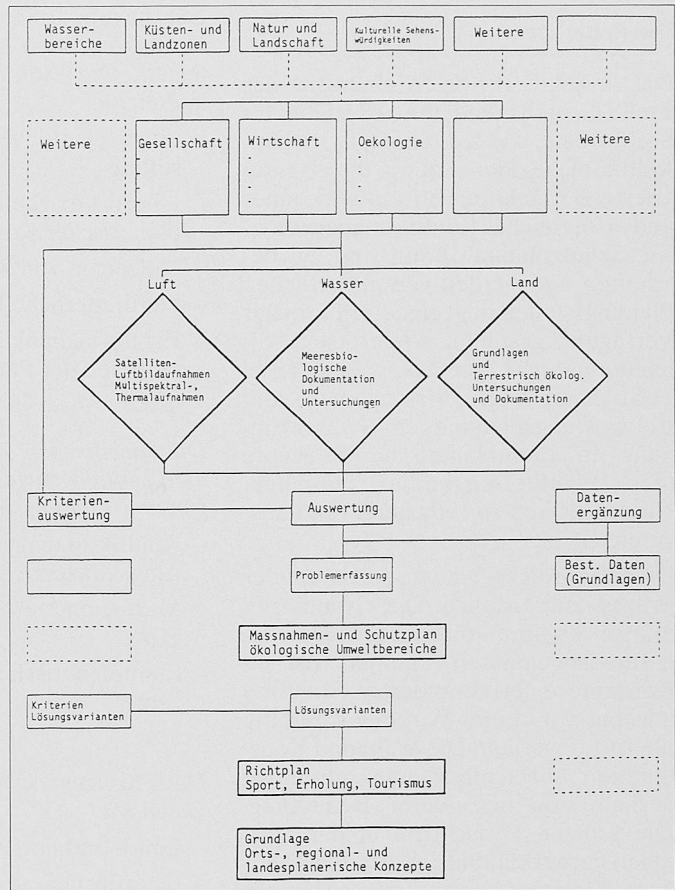 Wasser-
bereiche
Küsten- und
Landzonen
Natur und
Landschaft
Kulturelle Sehens-
würdigkeiten
Weitere
Weitere
Gesellschaft
-
-
-
-
Wirtschaft
-
-
-
-
Oekologie
-
-
-
-
Weitere
Luft
Wasser
Land
Satelliten-
Luftbildaufnahmen
Multispektral-,
Thermalaufnahmen
Meeresbio-
logische
Dokumentation
und
Untersuchungen
Grundlagen
und
Terrestrisch ökolog.
Untersuchungen
und Dokumentation
Kriterien-
auswertung
Auswertung
Daten-
ergänzung
Problemerfassung
Best. Daten
(Grundlagen)
Massnahmen- und Schutzplan
ökologische Umweltbereiche
Kriterien
Lösungsvarianten
Lösungsvarianten
Richtplan
Sport, Erholung, Tourismus
Grundlage
Orts-, regional- und
landesplanerische Konzepte